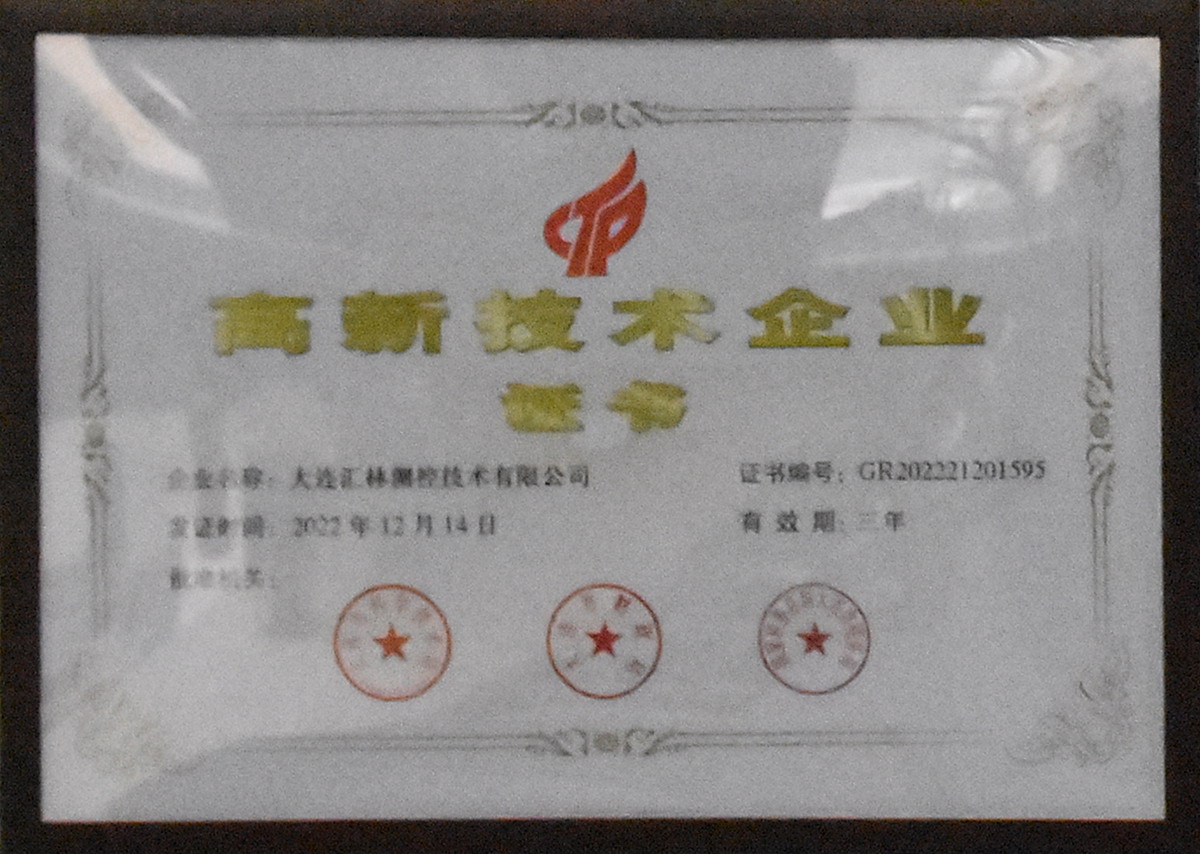 高新技术企业
证书
企业名称：大连汇林测控技术有限公司
证书编号：GR202221201595
发证时间：2022年12月14日
有效期：三年
批准机关：